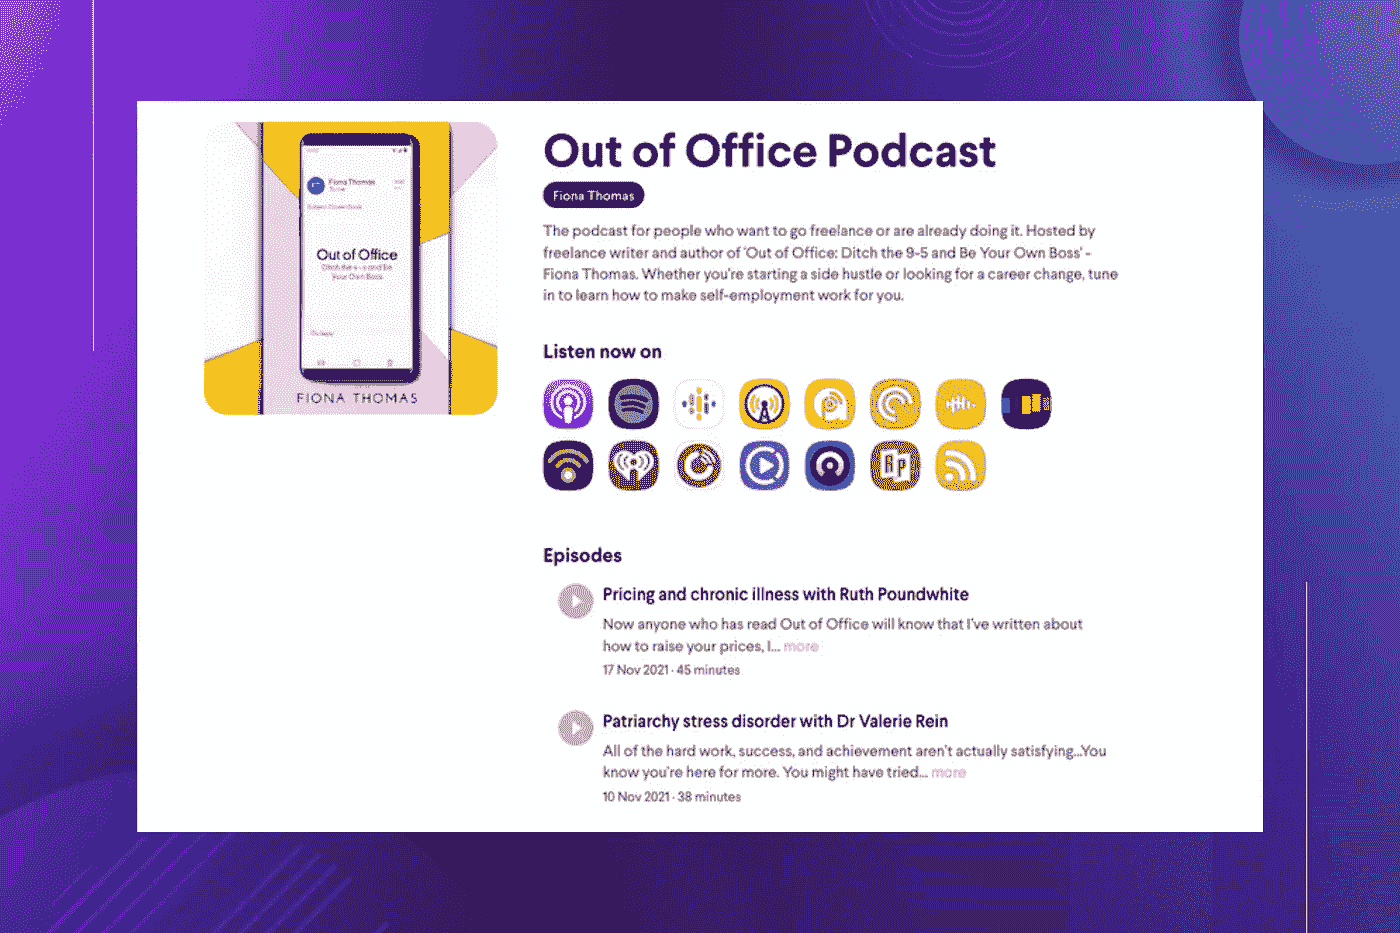 Fiona Thomas
Out of Office
Ditch the 9-5 and Be
Your Own Boss
FIONA THOMAS
Out of Office Podcast
Fiona Thomas
The podcast for people who want to go freelance or are already doing it. Hosted by
freelance writer and author of 'Out of Office: Ditch the 9-5 and Be Your Own Boss' -
Fiona Thomas. Whether you're starting a side hustle or looking for a career change, tune
in to learn how to make self-employment work for you.
Listen now on
RP
Episodes
Pricing and chronic illness with Ruth Poundwhite
Now anyone who has read Out of Office will know that I've written about
how to raise your prices, I... more
17 Nov 2021 · 45 minutes
Patriarchy stress disorder with Dr Valerie Rein
All of the hard work, success, and achievement aren't actually satisfying...You
know you're here for more. You might have tried... more
10 Nov 2021 · 38 minutes